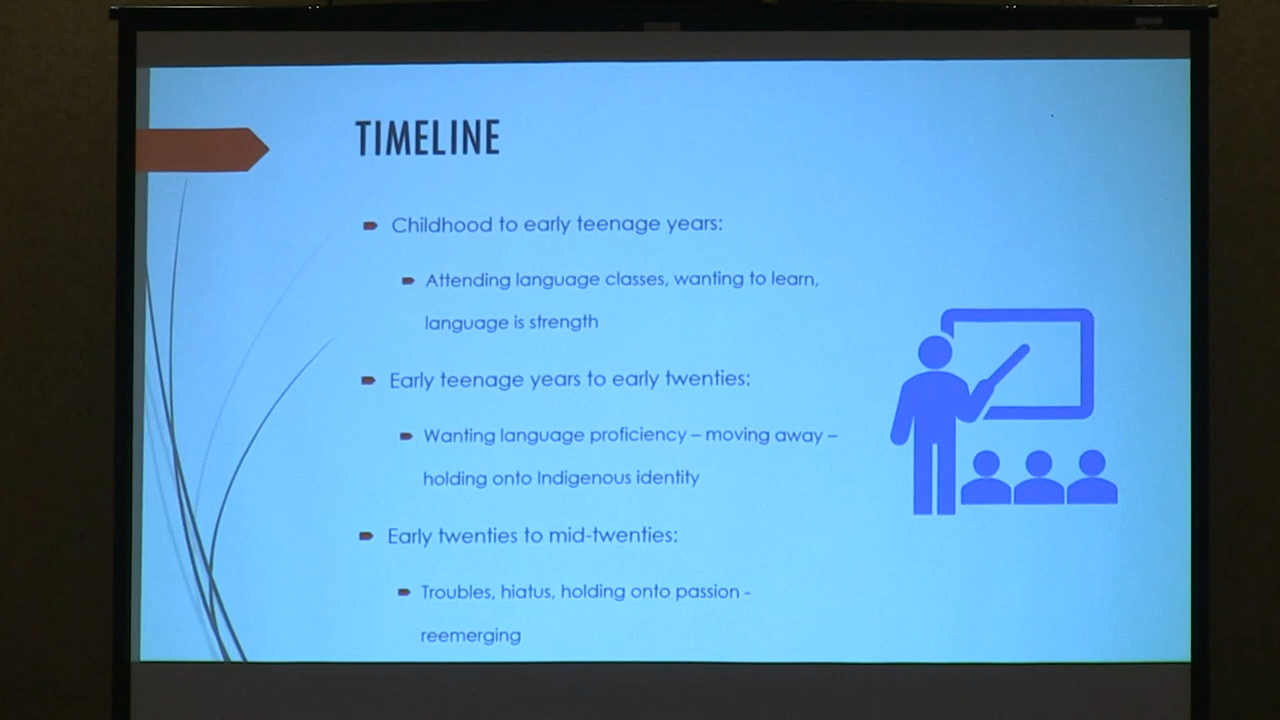 TIMELINE
Childhood to early teenage years:
Attending language classes, wanting to learn,
language is strength
Early teenage years to early twenties:
Wanting language proficiency – moving away –
holding onto Indigenous identity
Early twenties to mid-twenties:
Troubles, hiatus, holding onto passion -
reemerging